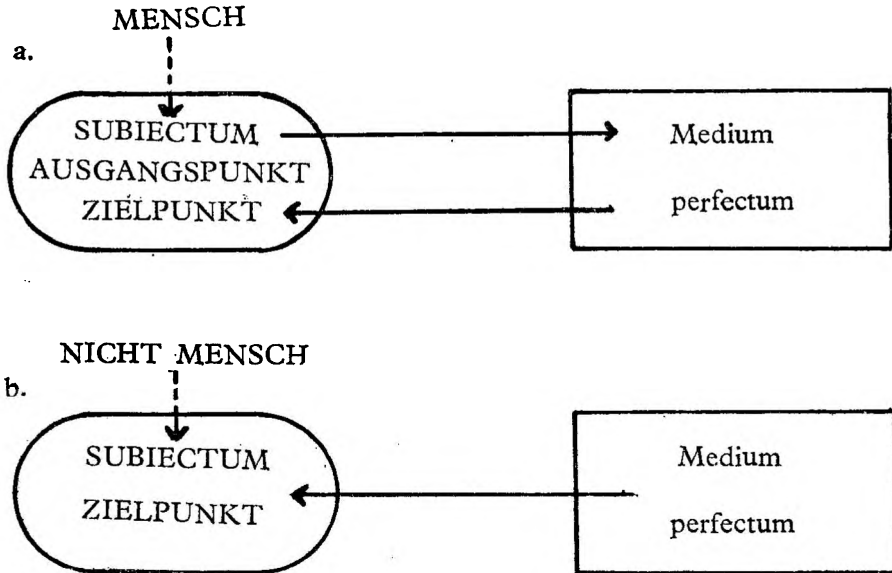 MENSCH
a.
SUBIECTUM
AUSGANGSPUNKT
ZIELPUNKT
Medium
perfectum
NICHT MENSCH
b.
SUBIECTUM
ZIELPUNKT
Medium
perfectum